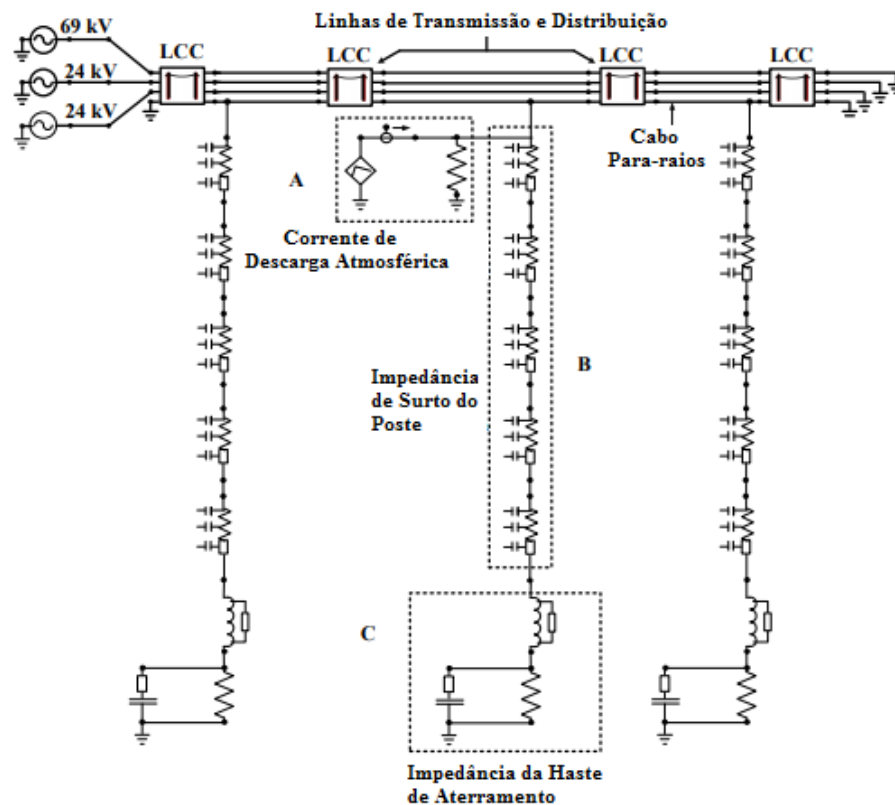 Linhas de Transmissão e Distribuição
69 kV
LCC
LCC
LCC
LCC
24 kV
24 kV
Cabo
Para-raios
A
Corrente de
Descarga Atmosférica
Impedância
de Surto do
Poste
B
C
Impedância da Haste
de Aterramento